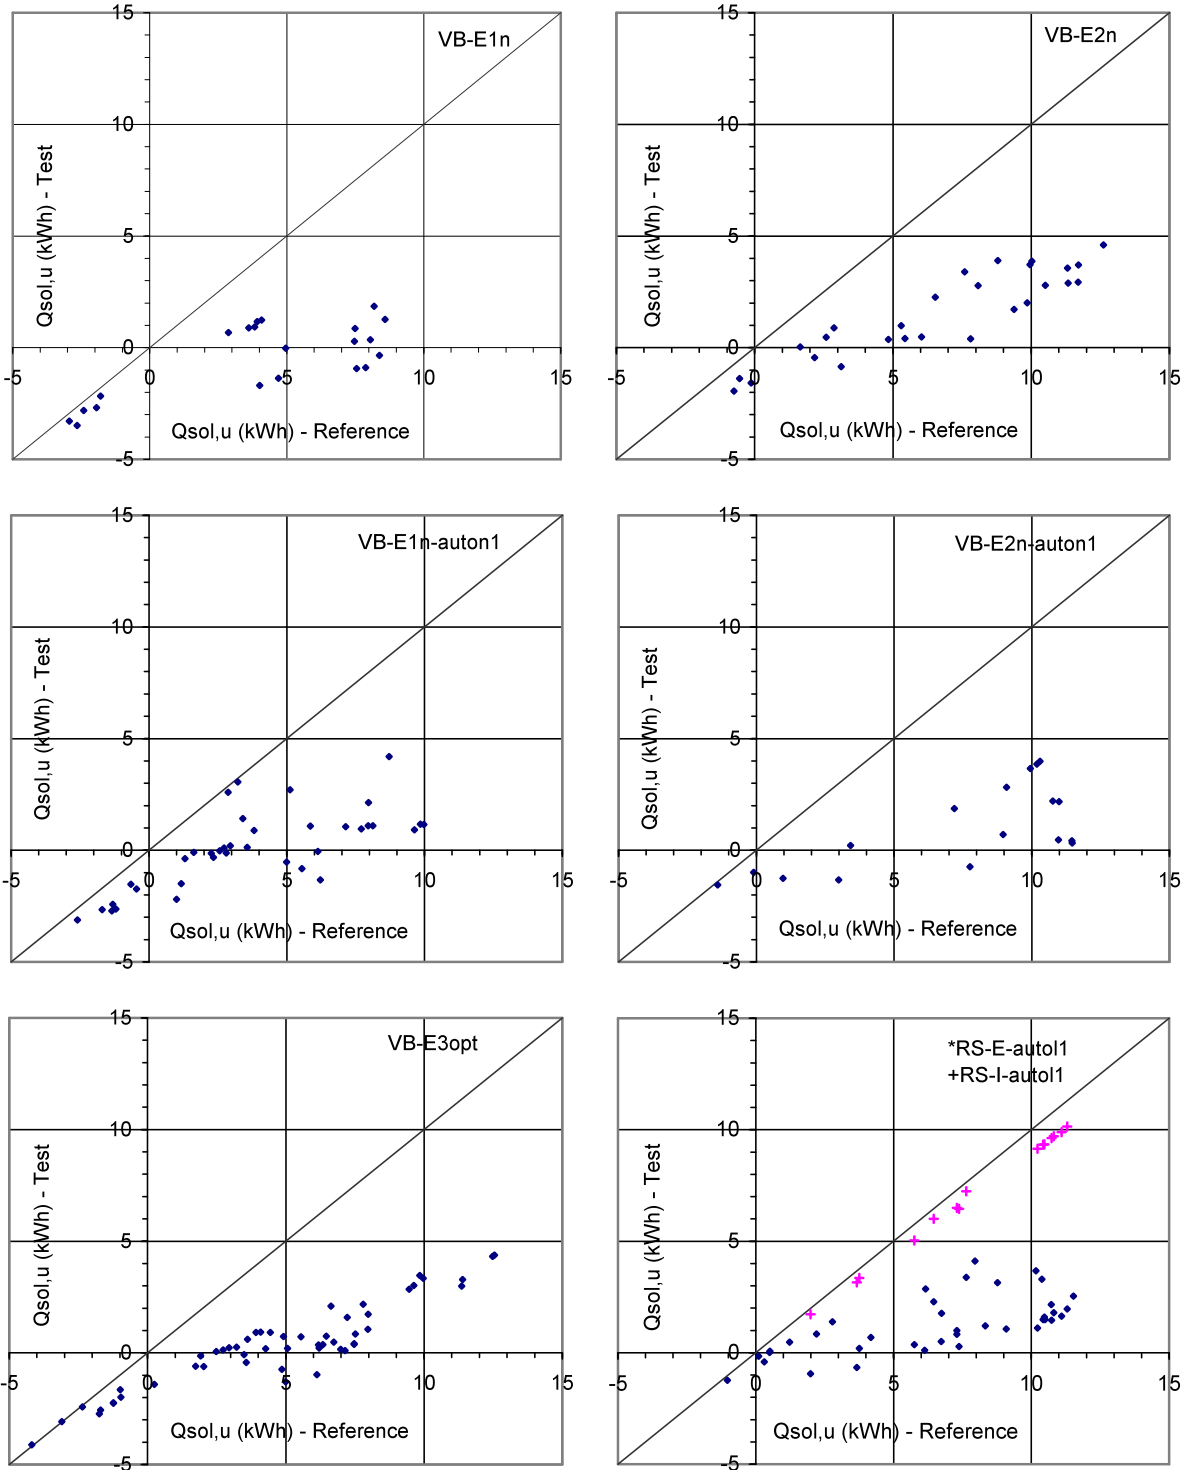 15
VB-E1n
10
Qsol,u (kWh) - Test
5
0
-5 0 5 10 15
Qsol,u (kWh) - Reference
-5
15
VB-E2n
10
Qsol,u (kWh) - Test
5
0
-5 0 5 10 15
Qsol,u (kWh) - Reference
-5
15
VB-E1n-auton1
10
Qsol,u (kWh) - Test
5
0
-5 0 5 10 15
Qsol,u (kWh) - Reference
-5
15
VB-E2n-auton1
10
Qsol,u (kWh) - Test
5
0
-5 0 5 10 15
Qsol,u (kWh) - Reference
-5
15
VB-E3opt
10
Qsol,u (kWh) - Test
5
0
-5 0 5 10 15
Qsol,u (kWh) - Reference
-5
15
*RS-E-autol1
+RS-I-autol1
10
Qsol,u (kWh) - Test
5
0
-5 0 5 10 15
Qsol,u (kWh) - Reference
-5